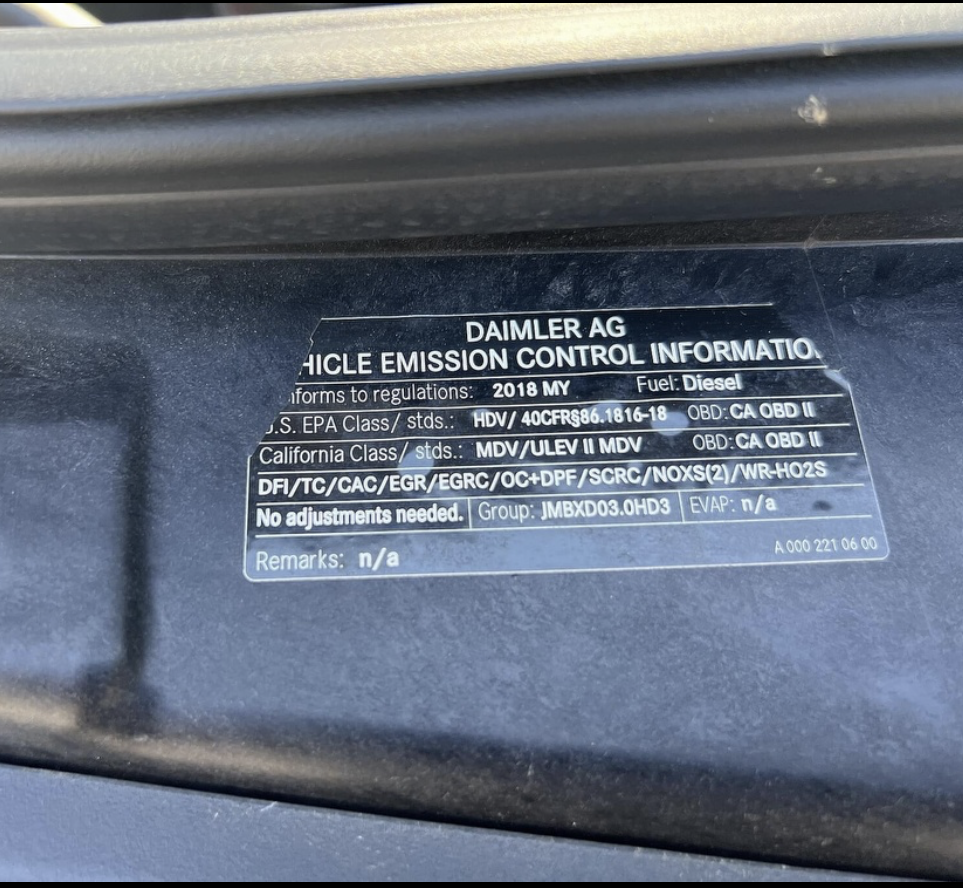 DAIMLER AG
HICLE EMISSION CONTROL INFORMATIO
nforms to regulations: 2018 MY Fuel: Diesel
.S. EPA Class/ stds.: HDV/ 40CFR§86.1816-18 OBD: CA OBD II
California Class/ stds.: MDV/ULEV II MDV OBD: CA OBD II
DFI/TC/CAC/EGR/EGRC/OC+DPF/SCRC/NOXS(2)/WR-HO2S
No adjustments needed. Group: JMBXD03.0HD3 EVAP: n/a
Remarks: n/a A 000 221 06 00